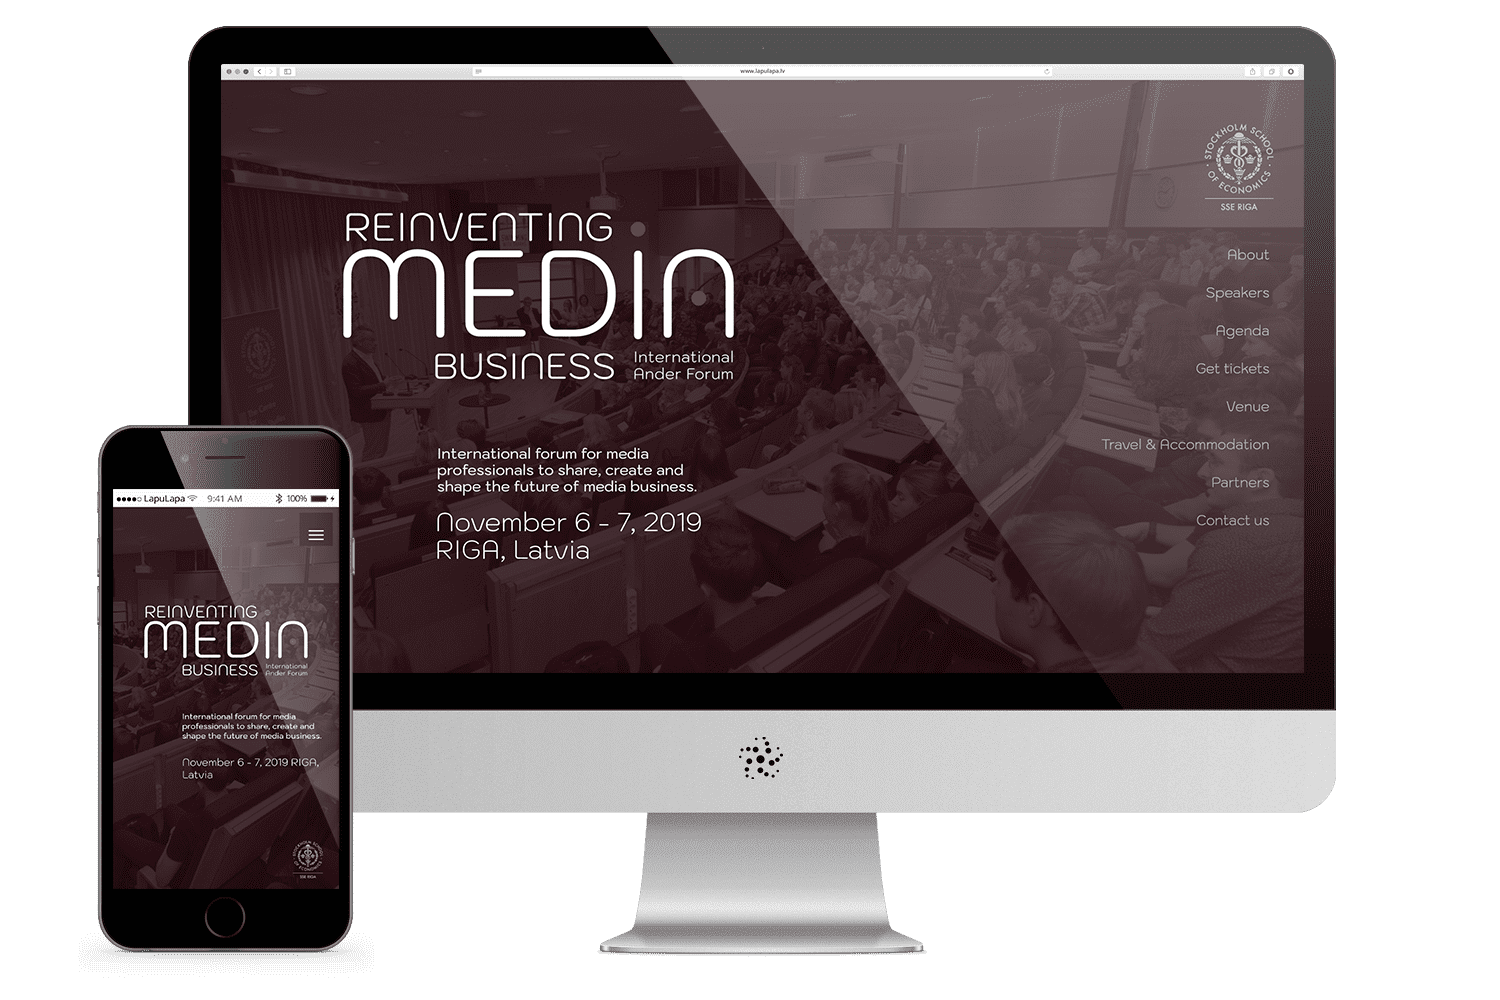 www.lapulapa.lv
STOCKHOLM SCHOOL
OF ECONOMICS
SSE RIGA
REINVENTING
MEDIA
BUSINESS
International
Ander Forum
International forum for media
professionals to share, create and
shape the future of media business.
November 6 - 7, 2019
RIGA, Latvia
About
Speakers
Agenda
Get tickets
Venue
Travel & Accommodation
Partners
Contact us
LapuLapa 9:41 AM 100%
REINVENTING
MEDIA
BUSINESS
International
Ander Forum
International forum for media
professionals to share, create and
shape the future of media business.
November 6 - 7, 2019 RIGA,
Latvia
STOCKHOLM SCHOOL
OF ECONOMICS
SSE RIGA